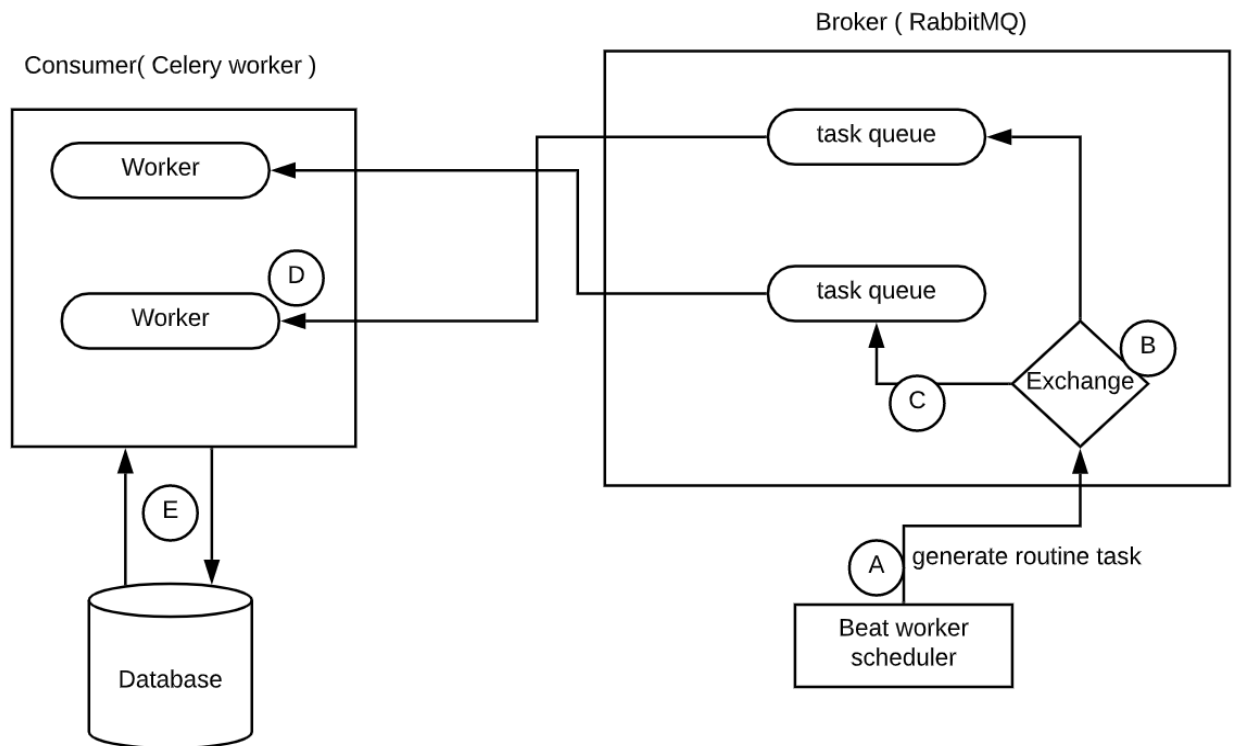 Broker ( RabbitMQ)
Consumer( Celery worker )
task queue
Worker
D
task queue
Worker
B
Exchange
C
E
A
generate routine task
Beat worker
scheduler
Database